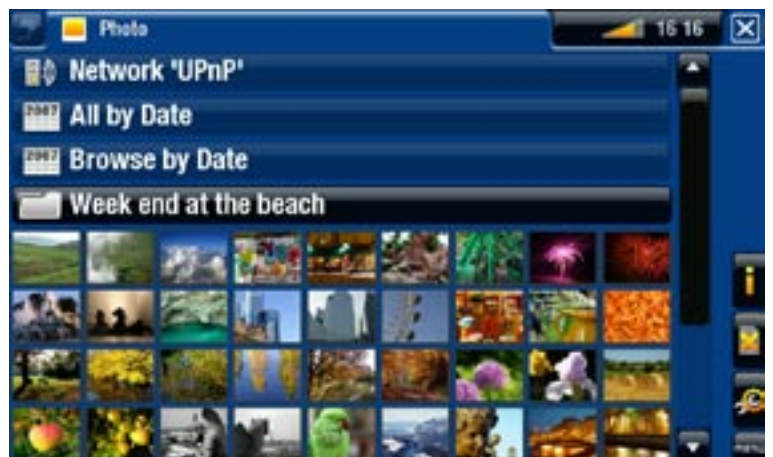 Photo
16 16
Network 'UPnP'
All by Date
Browse by Date
Week end at the beach